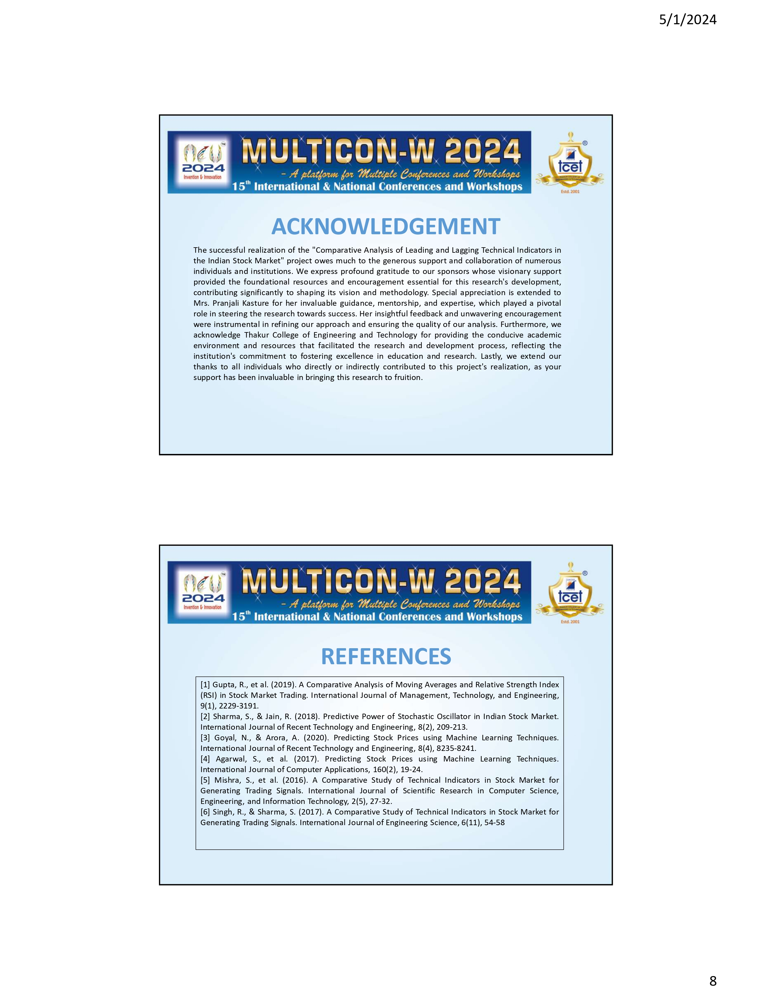 5/1/2024
TM
2024
Invention & Innovation
MULTICON-W 2024
- A platform for Multiple Conferences and Workshops
15th International & National Conferences and Workshops
®
tcet
Estd. 2001
ACKNOWLEDGEMENT
The successful realization of the "Comparative Analysis of Leading and Lagging Technical Indicators in
the Indian Stock Market" project owes much to the generous support and collaboration of numerous
individuals and institutions. We express profound gratitude to our sponsors whose visionary support
provided the foundational resources and encouragement essential for this research's development,
contributing significantly to shaping its vision and methodology. Special appreciation is extended to
Mrs. Pranjali Kasture for her invaluable guidance, mentorship, and expertise, which played a pivotal
role in steering the research towards success. Her insightful feedback and unwavering encouragement
were instrumental in refining our approach and ensuring the quality of our analysis. Furthermore, we
acknowledge Thakur College of Engineering and Technology for providing the conducive academic
environment and resources that facilitated the research and development process, reflecting the
institution's commitment to fostering excellence in education and research. Lastly, we extend our
thanks to all individuals who directly or indirectly contributed to this project's realization, as your
support has been invaluable in bringing this research to fruition.
TM
2024
Invention & Innovation
MULTICON-W 2024
- A platform for Multiple Conferences and Workshops
15th International & National Conferences and Workshops
®
tcet
Estd. 2001
REFERENCES
[1] Gupta, R., et al. (2019). A Comparative Analysis of Moving Averages and Relative Strength Index
(RSI) in Stock Market Trading. International Journal of Management, Technology, and Engineering,
9(1), 2229-3191.
[2] Sharma, S., & Jain, R. (2018). Predictive Power of Stochastic Oscillator in Indian Stock Market.
International Journal of Recent Technology and Engineering, 8(2), 209-213.
[3] Goyal, N., & Arora, A. (2020). Predicting Stock Prices using Machine Learning Techniques.
International Journal of Recent Technology and Engineering, 8(4), 8235-8241.
[4] Agarwal, S., et al. (2017). Predicting Stock Prices using Machine Learning Techniques.
International Journal of Computer Applications, 160(2), 19-24.
[5] Mishra, S., et al. (2016). A Comparative Study of Technical Indicators in Stock Market for
Generating Trading Signals. International Journal of Scientific Research in Computer Science,
Engineering, and Information Technology, 2(5), 27-32.
[6] Singh, R., & Sharma, S. (2017). A Comparative Study of Technical Indicators in Stock Market for
Generating Trading Signals. International Journal of Engineering Science, 6(11), 54-58
8